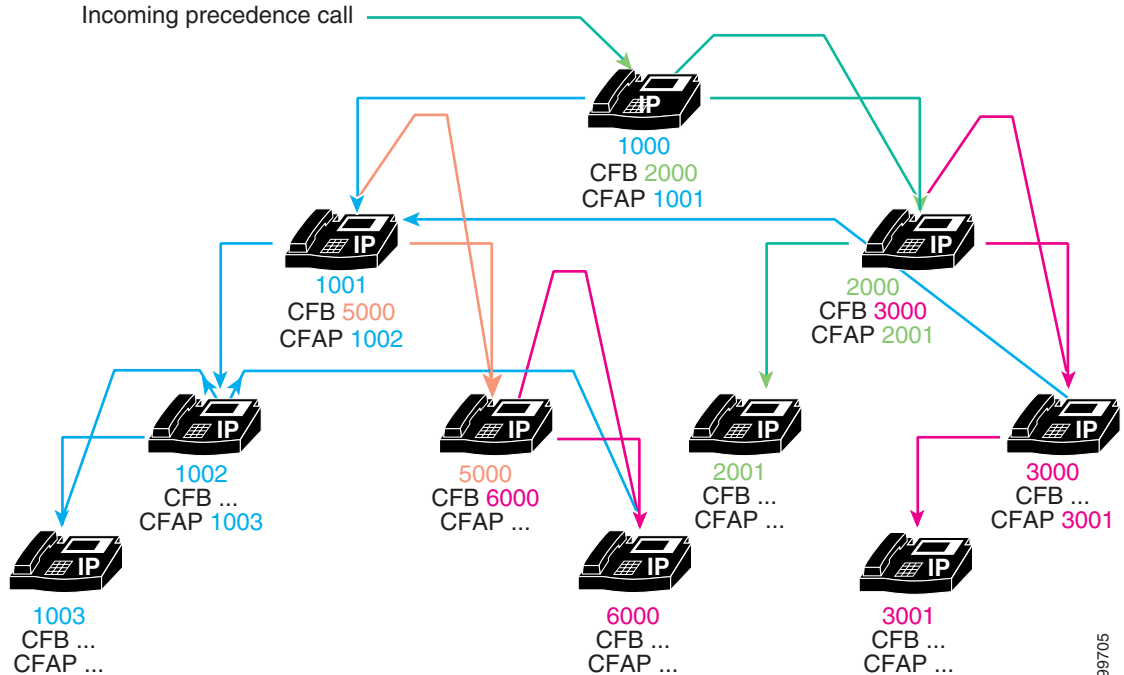 Incoming precedence call
IP
1000
CFB 2000
CFAP 1001
IP
1001
CFB 5000
CFAP 1002
IP
2000
CFB 3000
CFAP 2001
IP
1002
CFB ...
CFAP 1003
IP
5000
CFB 6000
CFAP ...
IP
2001
CFB ...
CFAP ...
IP
3000
CFB ...
CFAP 3001
IP
1003
CFB ...
CFAP ...
IP
6000
CFB ...
CFAP ...
IP
3001
CFB ...
CFAP ...
99705